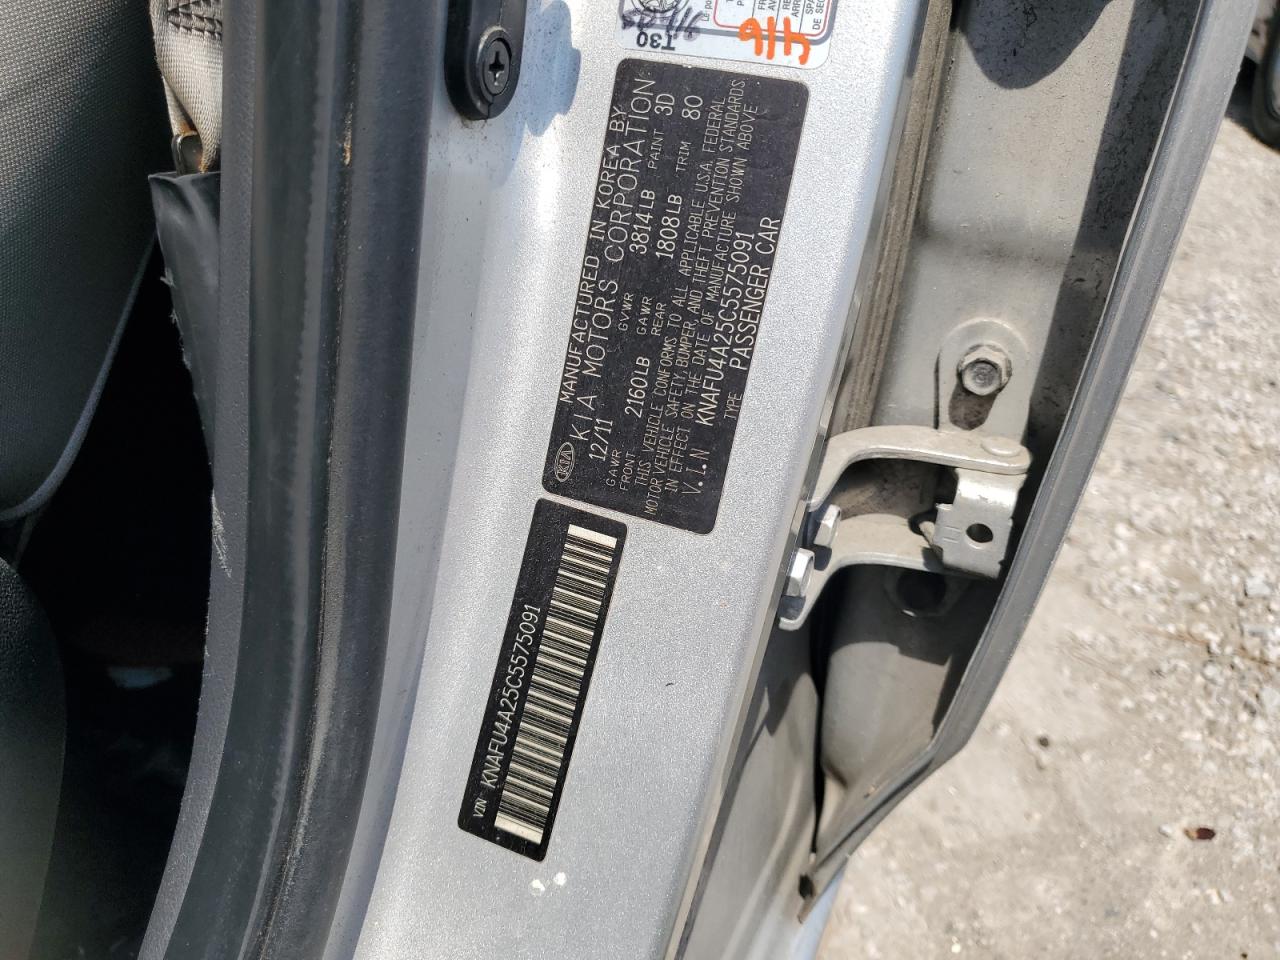 T30
9/J
KIA
MANUFACTURED IN KOREA BY
KIA MOTORS CORPORATION
12/11 GVWR 3814LB PAINT 3D
GAWR FRONT 2160LB GAWR REAR 1808LB TRIM 80
THIS VEHICLE CONFORMS TO ALL APPLICABLE U.S.A. FEDERAL
MOTOR VEHICLE SAFETY, BUMPER, AND THEFT PREVENTION STANDARDS
IN EFFECT ON THE DATE OF MANUFACTURE SHOWN ABOVE
V.I.N KNAFU4A25C5575091
TYPE PASSENGER CAR
VIN KNAFU4A25C5575091